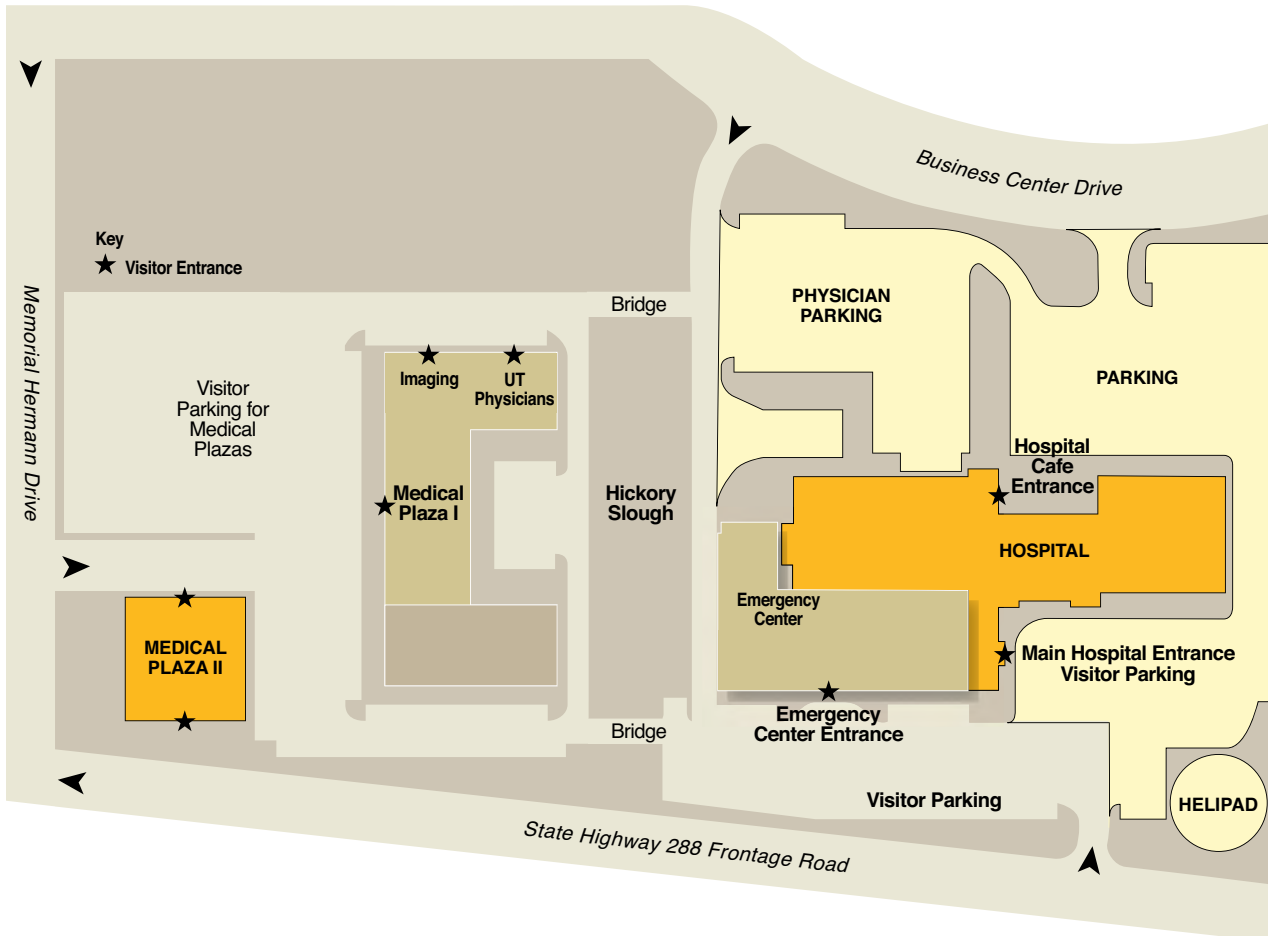 Business Center Drive
Key
Visitor Entrance
Memorial Hermann Drive
Bridge
PHYSICIAN
PARKING
PARKING
Imaging
UT
Physicians
Visitor
Parking for
Medical
Plazas
Hospital
Cafe
Entrance
Medical
Plaza I
Hickory
Slough
HOSPITAL
Emergency
Center
MEDICAL
PLAZA II
Main Hospital Entrance
Visitor Parking
Emergency
Center Entrance
Bridge
Visitor Parking
HELIPAD
State Highway 288 Frontage Road